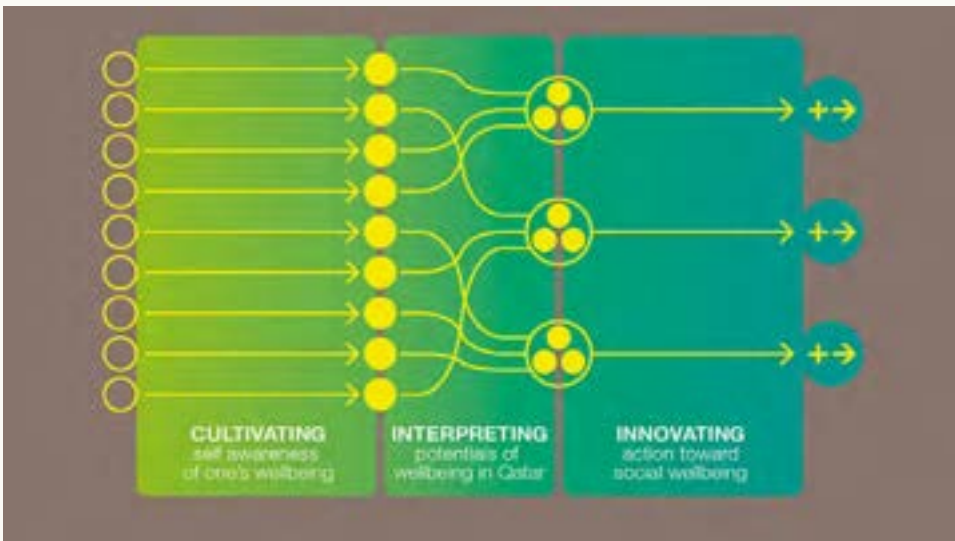 CULTIVATING
self awareness
of one's wellbeing
INTERPRETING
potentials of
wellbeing in Qatar
INNOVATING
action toward
social wellbeing